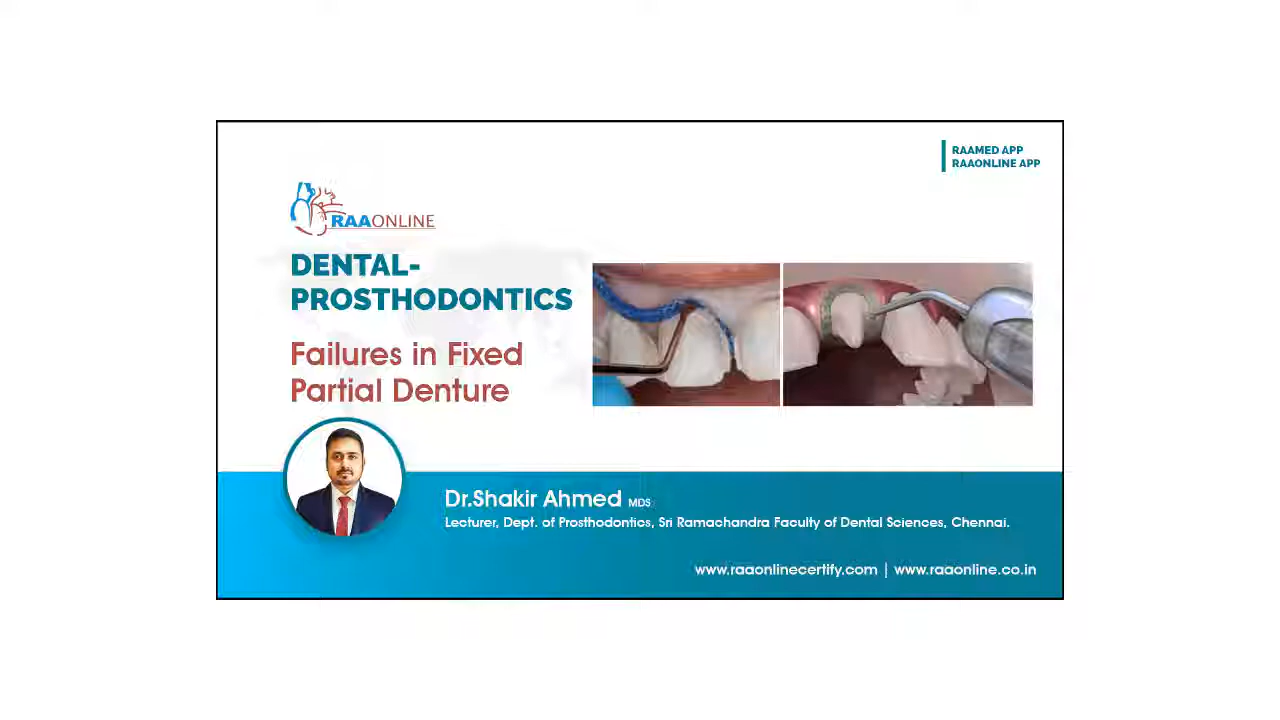 RAAMED APP
RAAONLINE APP
RAAONLINE
DENTAL-
PROSTHODONTICS
Failures in Fixed
Partial Denture
Dr.Shakir Ahmed MDS
Lecturer, Dept. of Prosthodontics, Sri Ramachandra Faculty of Dental Sciences, Chennai.
www.raaonlinecertify.com | www.raaonline.co.in